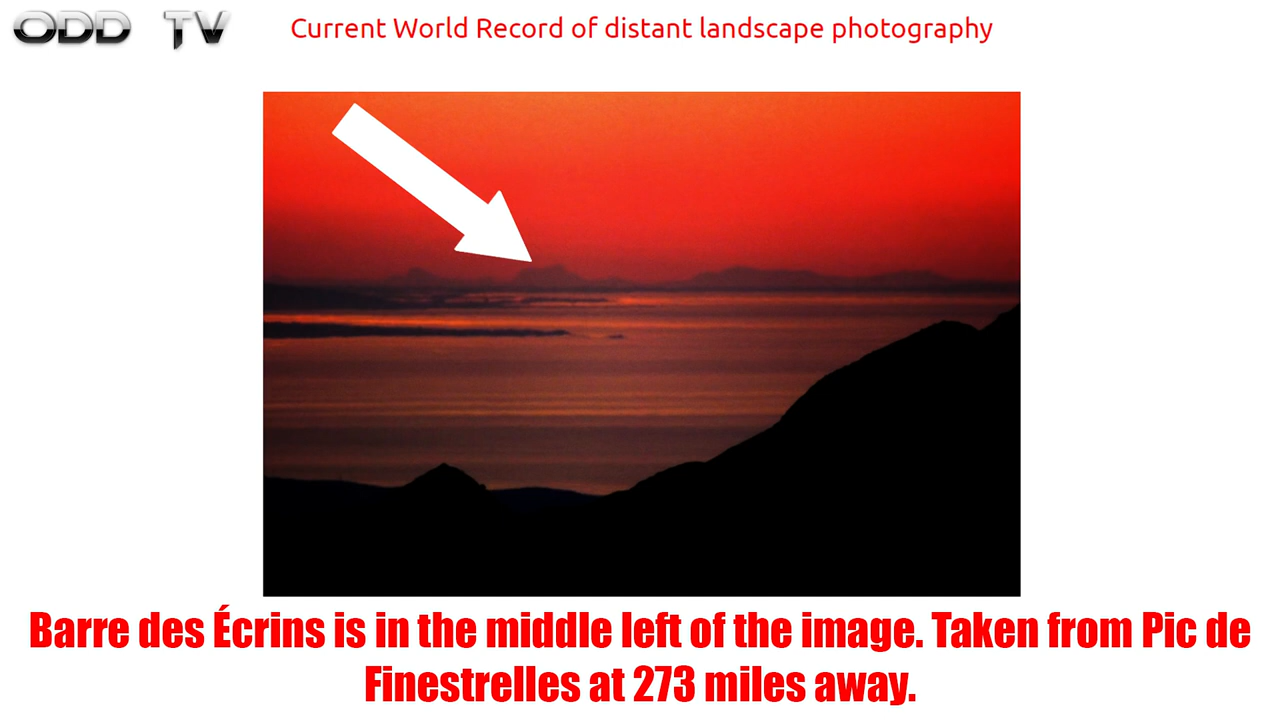 ODD TV
Current World Record of distant landscape photography
Barre des Écrins is in the middle left of the image. Taken from Pic de
Finestrelles at 273 miles away.